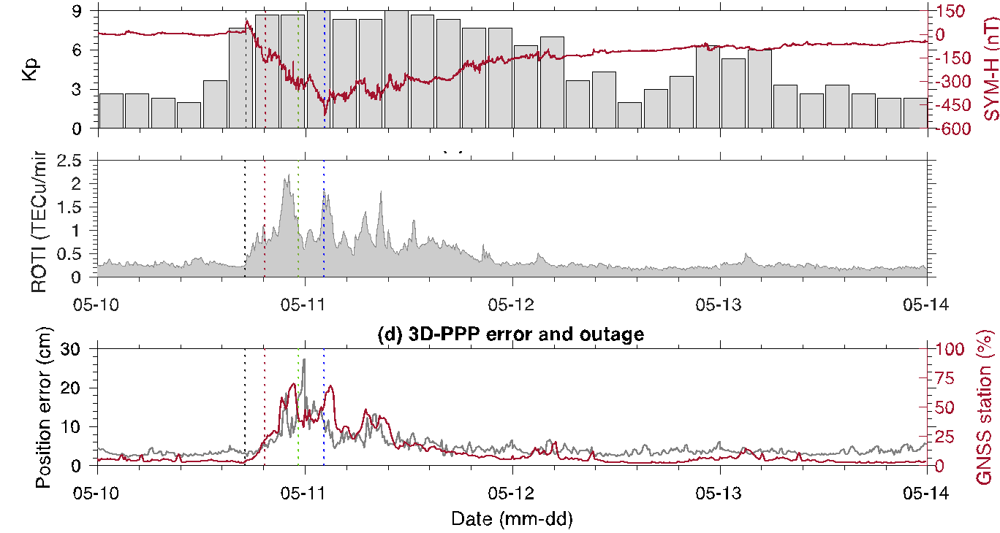 9
6
3
0
Kp
150
0
-150
-300
-450
-600
SYM-H (nT)
2.5
2
1.5
1
0.5
0
ROTI (TECu/mir
05-10 05-11 05-12 05-13 05-14
(d) 3D-PPP error and outage
30
20
10
0
Position error (cm)
100
75
50
25
0
GNSS station (%)
05-10 05-11 05-12 05-13 05-14
Date (mm-dd)